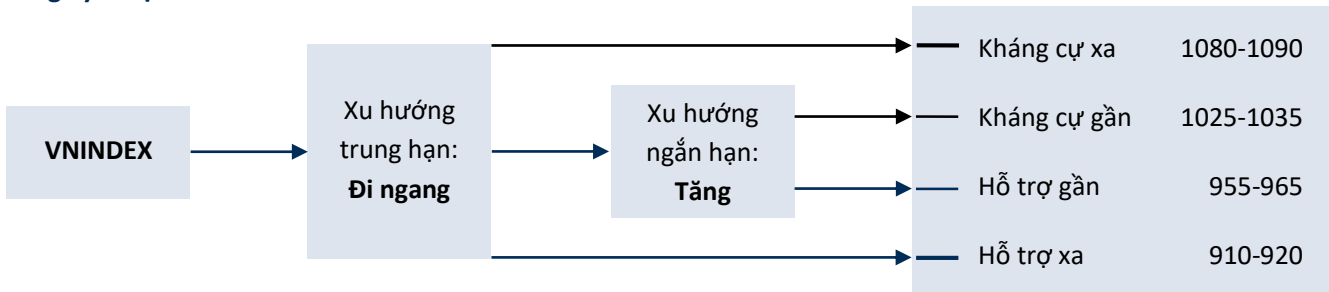 VNINDEX
Xu hướng
trung hạn:
Đi ngang
Xu hướng
ngắn hạn:
Tăng
Kháng cự xa 1080-1090
Kháng cự gần 1025-1035
Hỗ trợ gần 955-965
Hỗ trợ xa 910-920